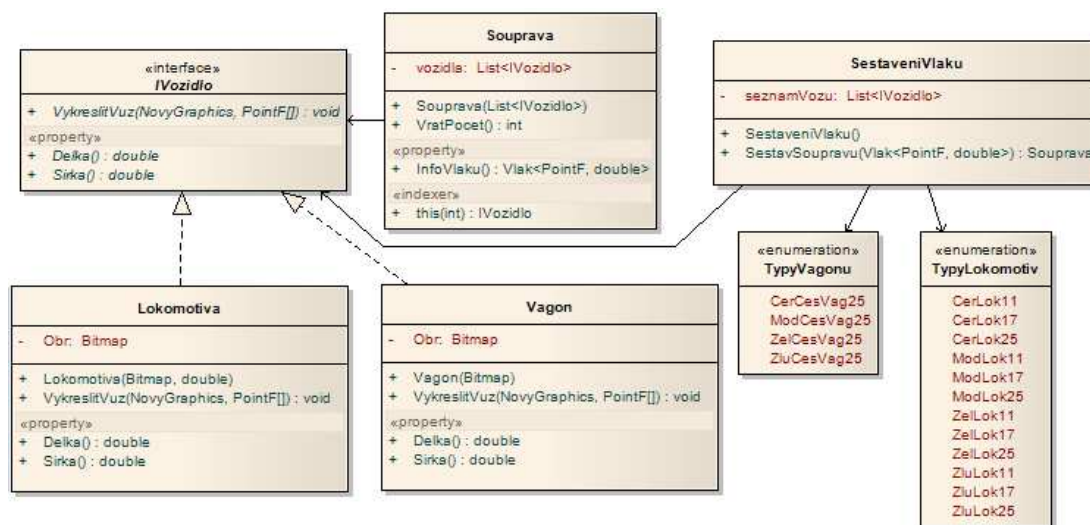 «interface»
IVozidlo
+ VykreslitVuz(NovyGraphics, PointF[]) : void
«property»
+ Delka() : double
+ Sirka() : double
Souprava
- vozidla: List<IVozidlo>
+ Souprava(List<IVozidlo>)
+ VratPocet() : int
«property»
+ InfoVlaku() : Vlak<PointF, double>
«indexer»
+ this(int) : IVozidlo
SestaveniVlaku
- seznamVozu: List<IVozidlo>
+ SestaveniVlaku()
+ SestavSoupravu(Vlak<PointF, double>) : Souprava
Lokomotiva
- Obr: Bitmap
+ Lokomotiva(Bitmap, double)
+ VykreslitVuz(NovyGraphics, PointF[]) : void
«property»
+ Delka() : double
+ Sirka() : double
Vagon
- Obr: Bitmap
+ Vagon(Bitmap)
+ VykreslitVuz(NovyGraphics, PointF[]) : void
«property»
+ Delka() : double
+ Sirka() : double
«enumeration»
TypyVagonu
CerCesVag25
ModCesVag25
ZelCesVag25
ZluCesVag25
«enumeration»
TypyLokomotiv
CerLok11
CerLok17
CerLok25
ModLok11
ModLok17
ModLok25
ZelLok11
ZelLok17
ZelLok25
ZluLok11
ZluLok17
ZluLok25